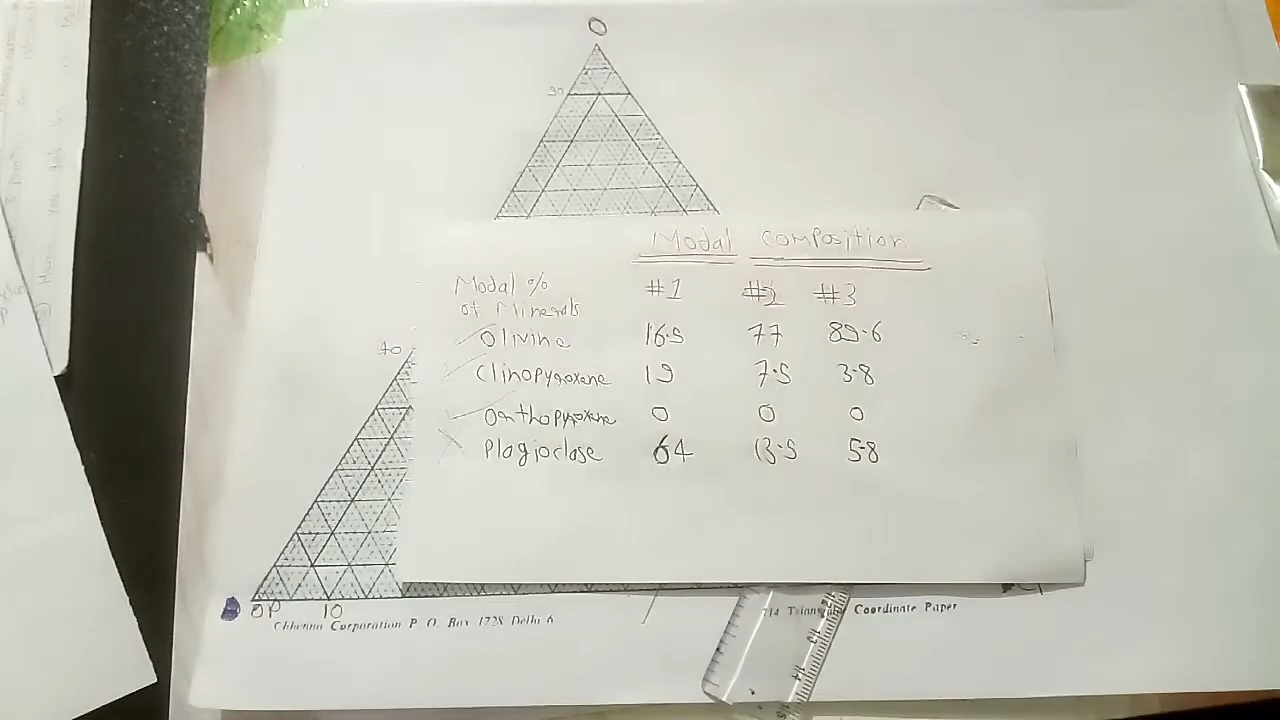 O
90
Modal Composition
Modal %
of Minerals
#1 #2 #3
Olivine 16.5 77 89.6
Clinopyroxene 19 7.5 3.8
Orthopyroxene 0 0 0
Plagioclase 64 13.5 5.8
40
OP 10
Chhenna Corporation P. O. Box 1728 Delhi 6
Coordinate Paper